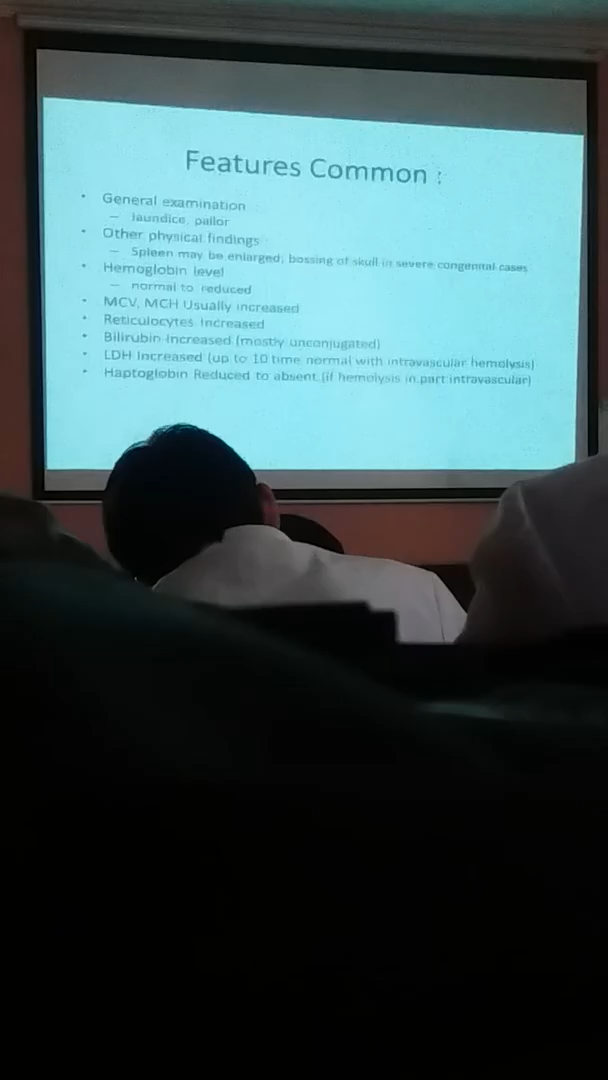 Features Common :
• General examination
– Jaundice, pallor
• Other physical findings
– Spleen may be enlarged; bossing of skull in severe congenital cases
• Hemoglobin level
– normal to reduced
• MCV, MCH Usually increased
• Reticulocytes Increased
• Bilirubin Increased (mostly unconjugated)
• LDH Increased (up to 10 time normal with intravascular hemolysis)
• Haptoglobin Reduced to absent (if hemolysis in part intravascular)